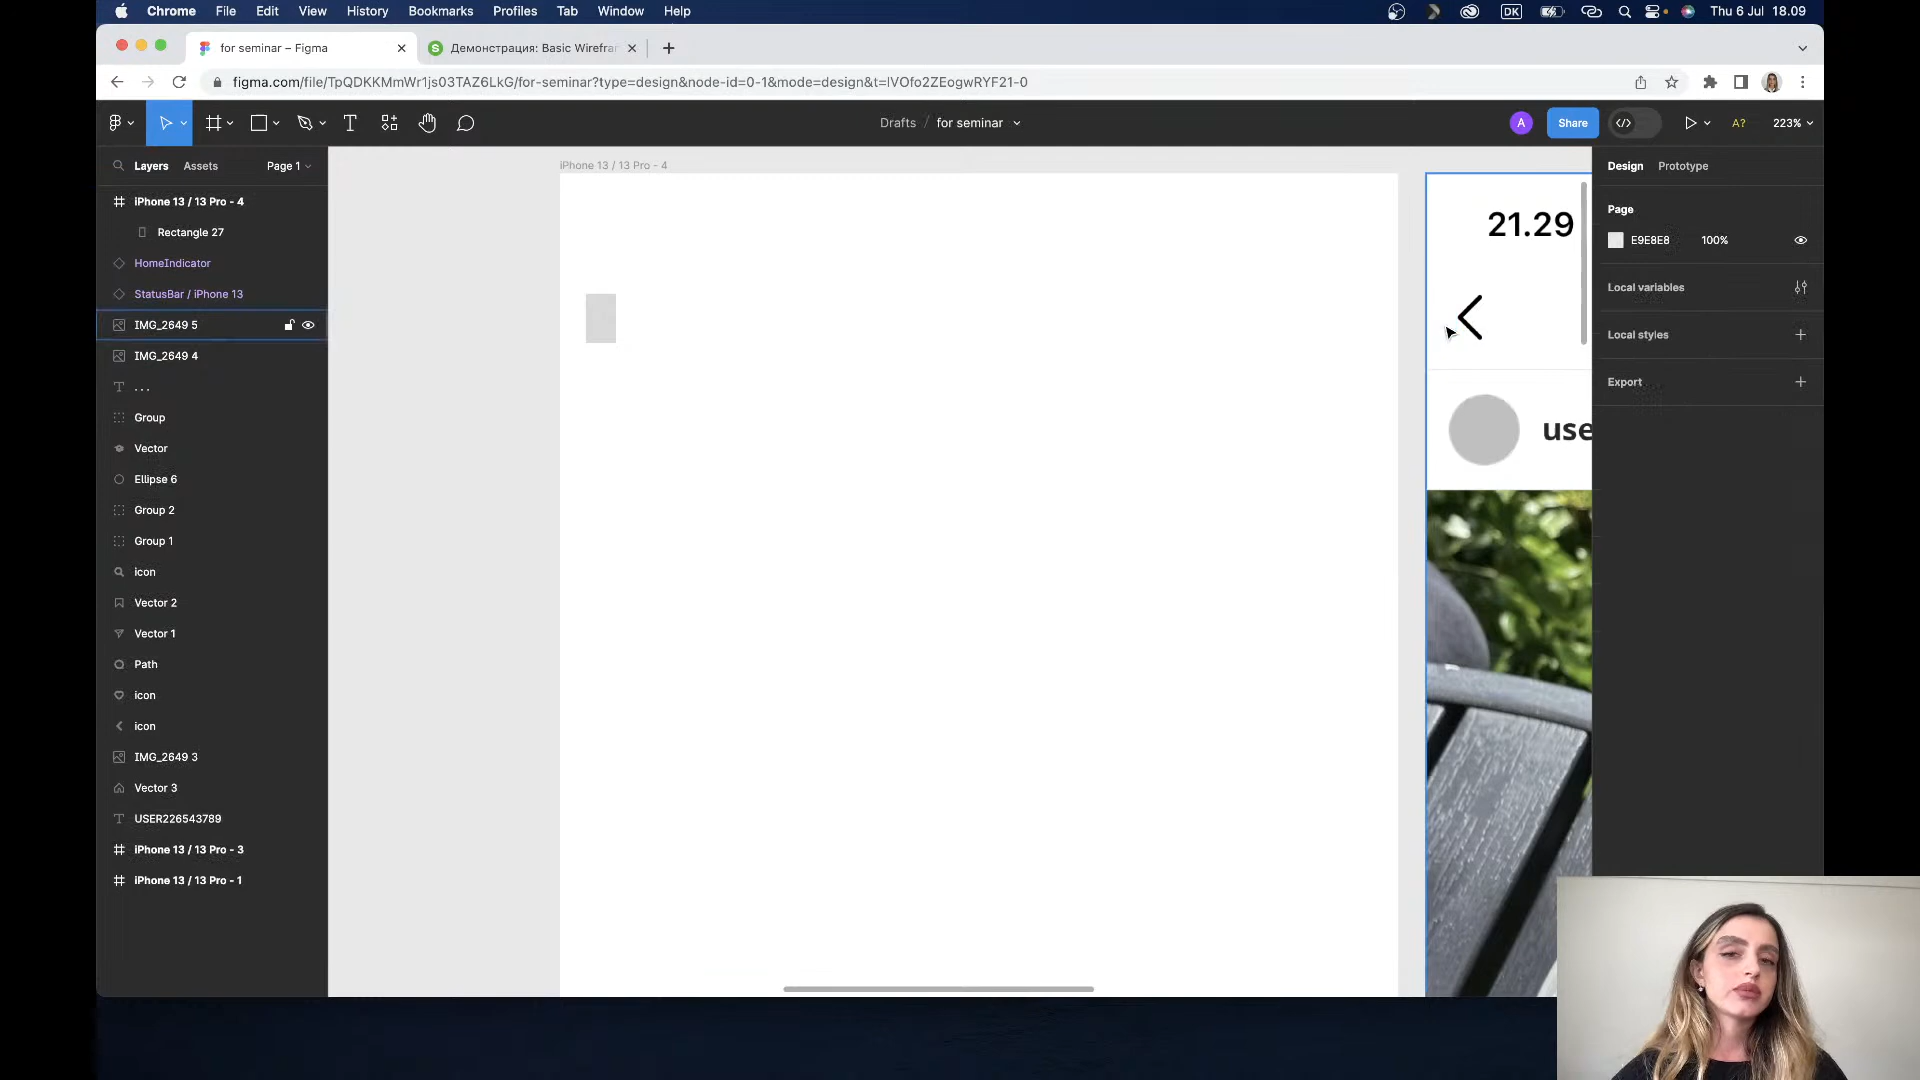 Chrome File Edit View History Bookmarks Profiles Tab Window Help DK Thu 6 Jul 18.09
for seminar – Figma
Демонстрация: Basic Wirefra
figma.com/file/TpQDKKMmWr1js03TAZ6LkG/for-seminar?type=design&node-id=0-1&mode=design&t=lVOfo2ZEogwRYF21-0
Drafts / for seminar
A Share A? 223%
Layers Assets Page 1
iPhone 13 / 13 Pro - 4
Rectangle 27
HomeIndicator
StatusBar / iPhone 13
IMG_2649 5
IMG_2649 4
...
Group
Vector
Ellipse 6
Group 2
Group 1
icon
Vector 2
Vector 1
Path
icon
icon
IMG_2649 3
Vector 3
USER226543789
iPhone 13 / 13 Pro - 3
iPhone 13 / 13 Pro - 1
iPhone 13 / 13 Pro - 4
21.29
use
Design Prototype
Page
E9E8E8 100%
Local variables
Local styles
Export